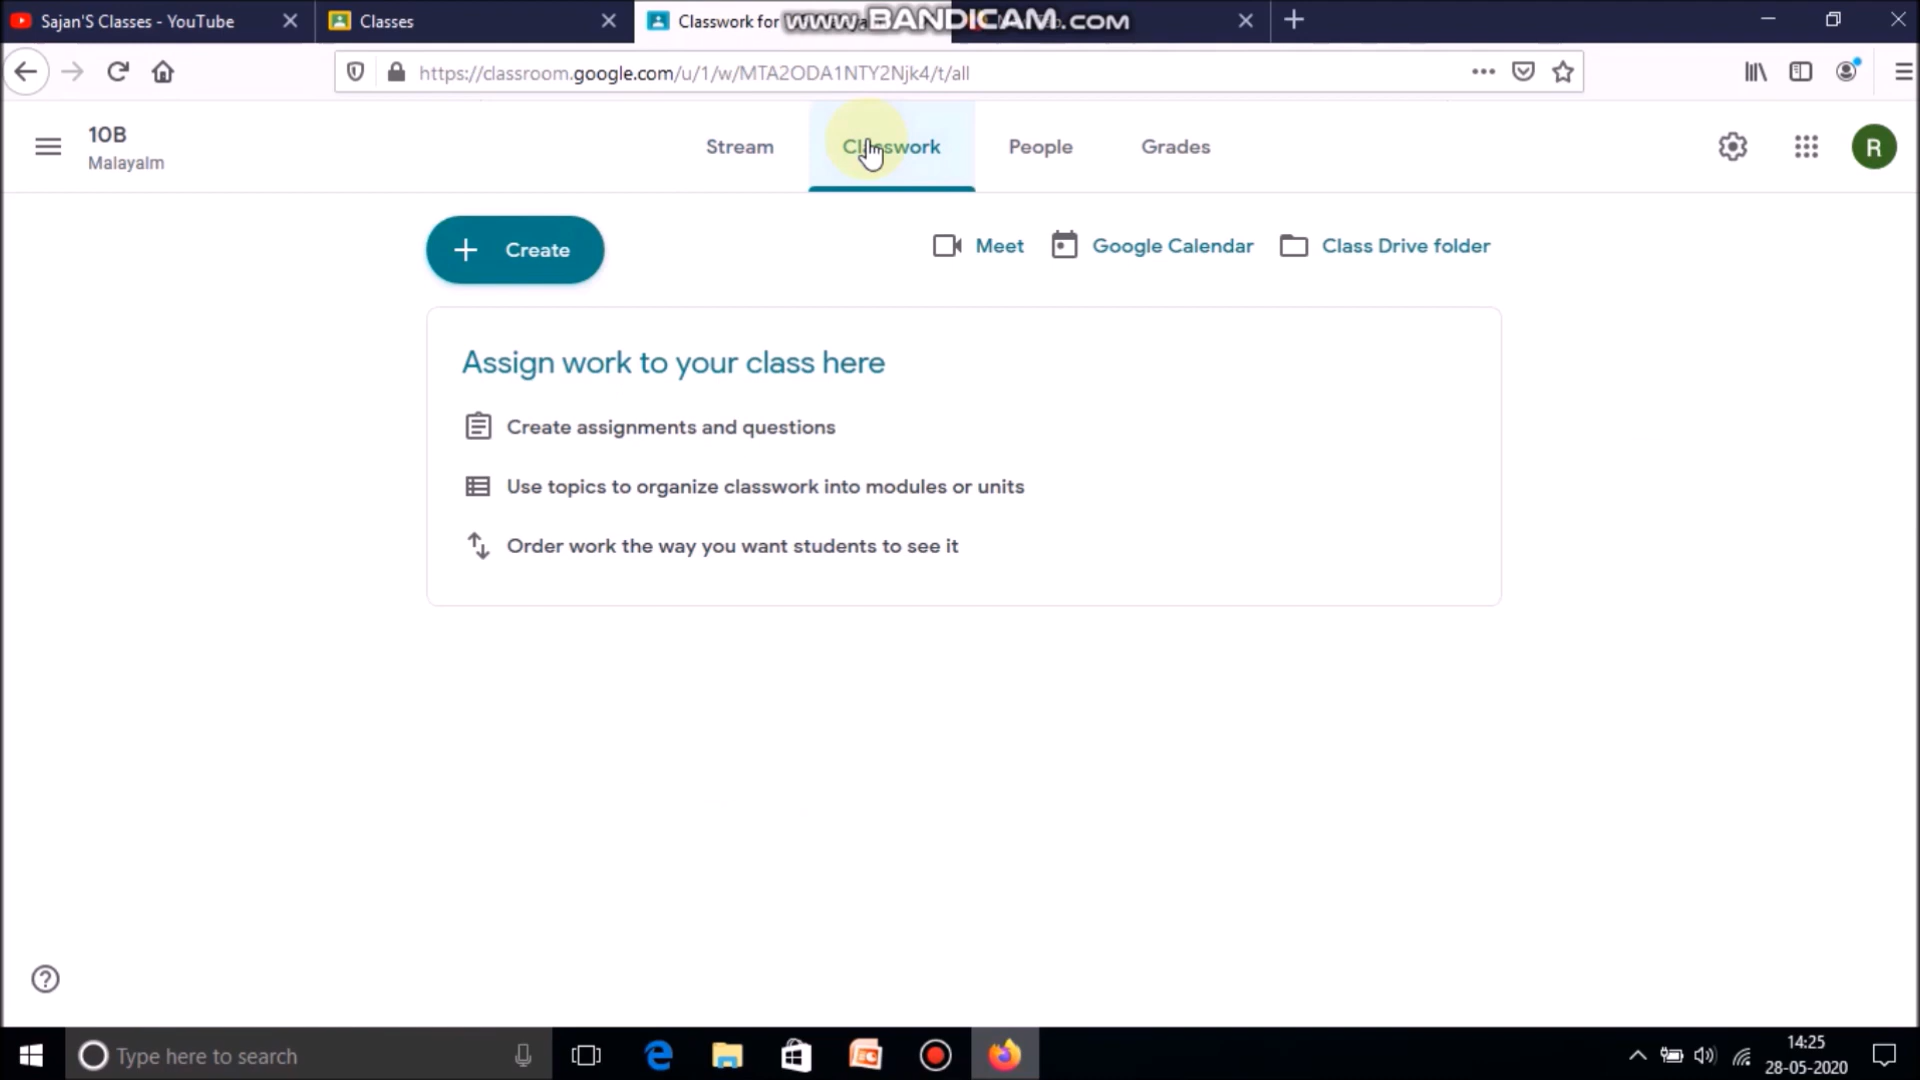 Sajan'S Classes - YouTube
Classes
Classwork for
www.BANDICAM.com
https://classroom.google.com/u/1/w/MTA2ODA1NTY2Njk4/t/all
10B
Malayalm
Stream
Classwork
People
Grades
R
Create
Meet
Google Calendar
Class Drive folder
Assign work to your class here
Create assignments and questions
Use topics to organize classwork into modules or units
Order work the way you want students to see it
Type here to search
14:25
28-05-2020